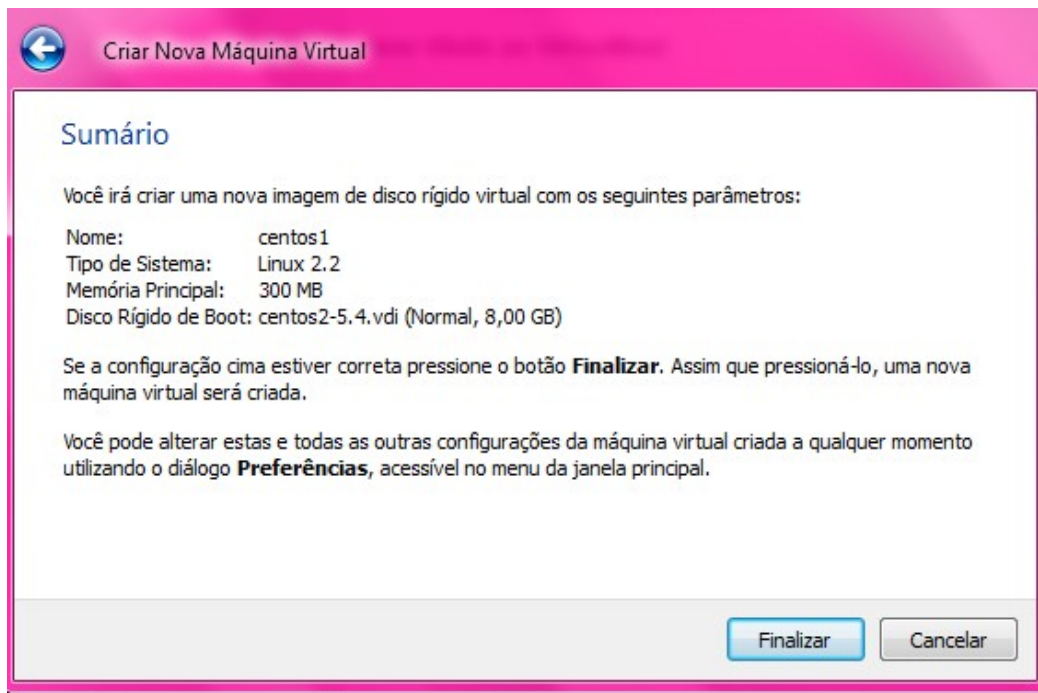 Criar Nova Máquina Virtual
Sumário
Você irá criar uma nova imagem de disco rígido virtual com os seguintes parâmetros:
Nome: centos1
Tipo de Sistema: Linux 2.2
Memória Principal: 300 MB
Disco Rígido de Boot: centos2-5.4.vdi (Normal, 8,00 GB)
Se a configuração cima estiver correta pressione o botão Finalizar. Assim que pressioná-lo, uma nova
máquina virtual será criada.
Você pode alterar estas e todas as outras configurações da máquina virtual criada a qualquer momento
utilizando o diálogo Preferências, acessível no menu da janela principal.
Finalizar Cancelar